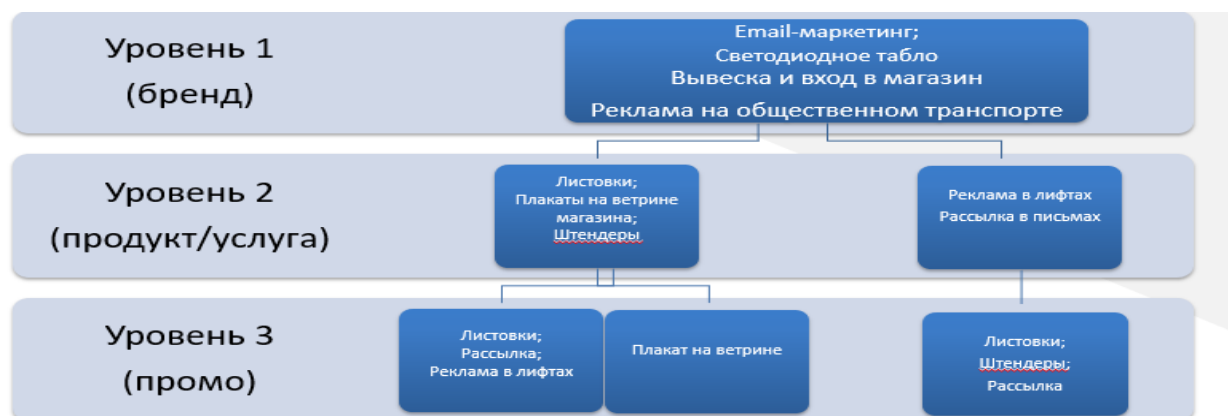 Уровень 1
(бренд)
Email-маркетинг;
Светодиодное табло
Вывеска и вход в магазин
Реклама на общественном транспорте
Уровень 2
(продукт/услуга)
Листовки;
Плакаты на ветрине
магазина;
Штендеры
Реклама в лифтах
Рассылка в письмах
Уровень 3
(промо)
Листовки;
Рассылка;
Реклама в лифтах
Плакат на ветрине
Листовки;
Штендеры;
Рассылка